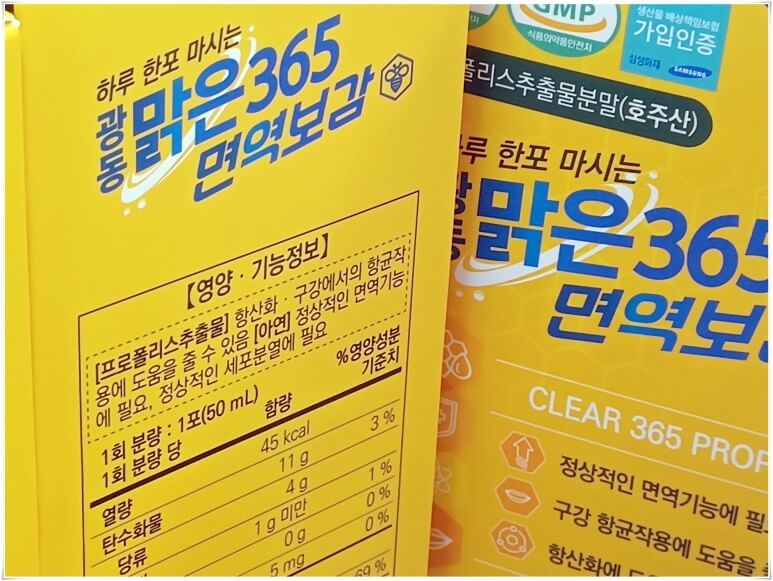 하루 한포 마시는
광동 맑은365
면역보감
【영양·기능정보】
[프로폴리스추출물] 항산화·구강에서의 항균작
용에 도움을 줄 수 있음 [아연] 정상적인 면역기능
에 필요, 정상적인 세포분열에 필요
1회 분량 : 1포(50 mL)
1회 분량 당 함량 %영양성분 기준치
열량 45 kcal
탄수화물 11 g 3 %
당류 4 g
1 g 미만 1 %
0 g 0 %
5 mg 0 %
69 %
GMP
식품의약품안전처
생산물 배상책임보험
가입인증
삼성화재 SAMSUNG
폴리스추출물분말(호주산)
루 한포 마시는
맑은365
면역보
CLEAR 365 PROP
정상적인 면역기능에 필
구강 항균작용에 도움을
항산화에 도